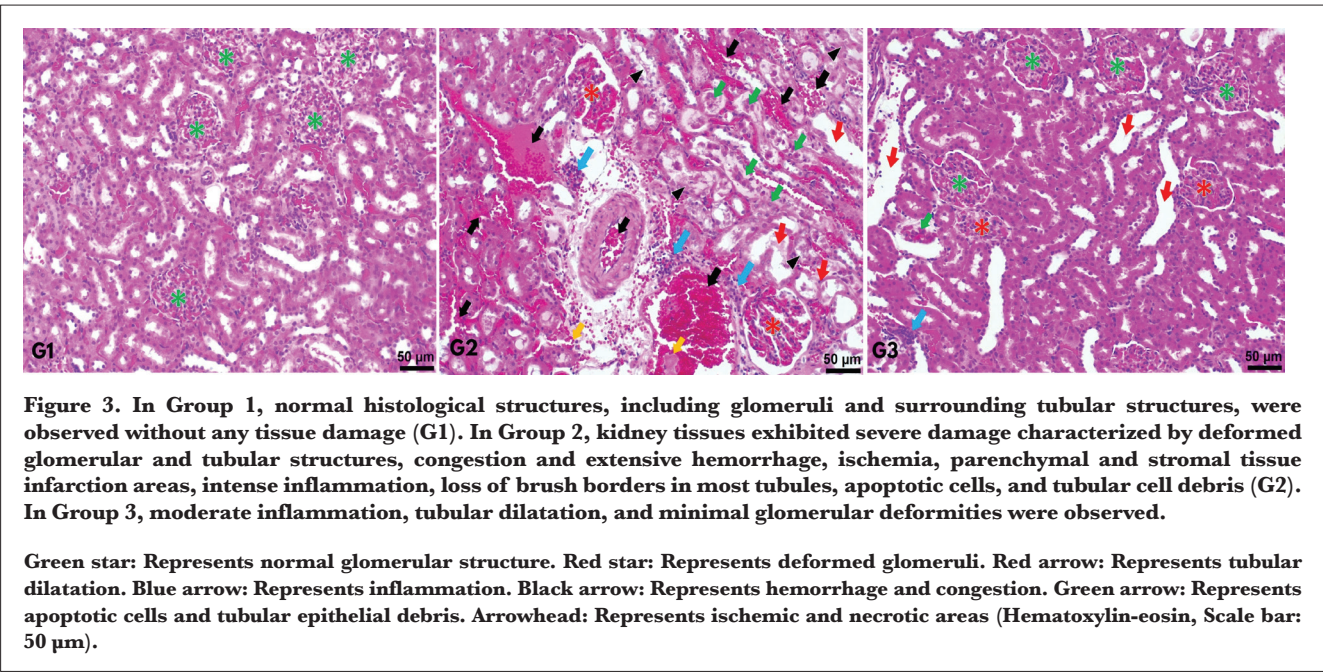 G1
50 µm
G2
50 µm
G3
50 µm
Figure 3. In Group 1, normal histological structures, including glomeruli and surrounding tubular structures, were
observed without any tissue damage (G1). In Group 2, kidney tissues exhibited severe damage characterized by deformed
glomerular and tubular structures, congestion and extensive hemorrhage, ischemia, parenchymal and stromal tissue
infarction areas, intense inflammation, loss of brush borders in most tubules, apoptotic cells, and tubular cell debris (G2).
In Group 3, moderate inflammation, tubular dilatation, and minimal glomerular deformities were observed.
Green star: Represents normal glomerular structure. Red star: Represents deformed glomeruli. Red arrow: Represents tubular
dilatation. Blue arrow: Represents inflammation. Black arrow: Represents hemorrhage and congestion. Green arrow: Represents
apoptotic cells and tubular epithelial debris. Arrowhead: Represents ischemic and necrotic areas (Hematoxylin-eosin, Scale bar:
50 µm).